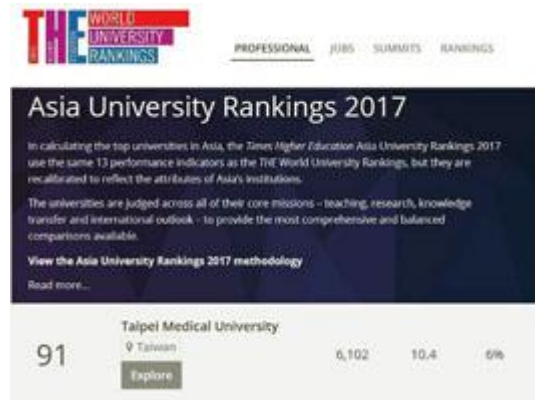 THE WORLD
UNIVERSITY
RANKINGS
PROFESSIONAL JOBS SUMMITS RANKINGS
Asia University Rankings 2017
In calculating the top universities in Asia, the Times Higher Education Asia University Rankings 2017
use the same 13 performance indicators as the THE World University Rankings, but they are
recalibrated to reflect the attributes of Asia's institutions.
The universities are judged across all of their core missions – teaching, research, knowledge
transfer and international outlook – to provide the most comprehensive and balanced
comparisons available.
View the Asia University Rankings 2017 methodology
Read more...
Taipei Medical University
91 Taiwan 6,102 10.4 6%
Explore